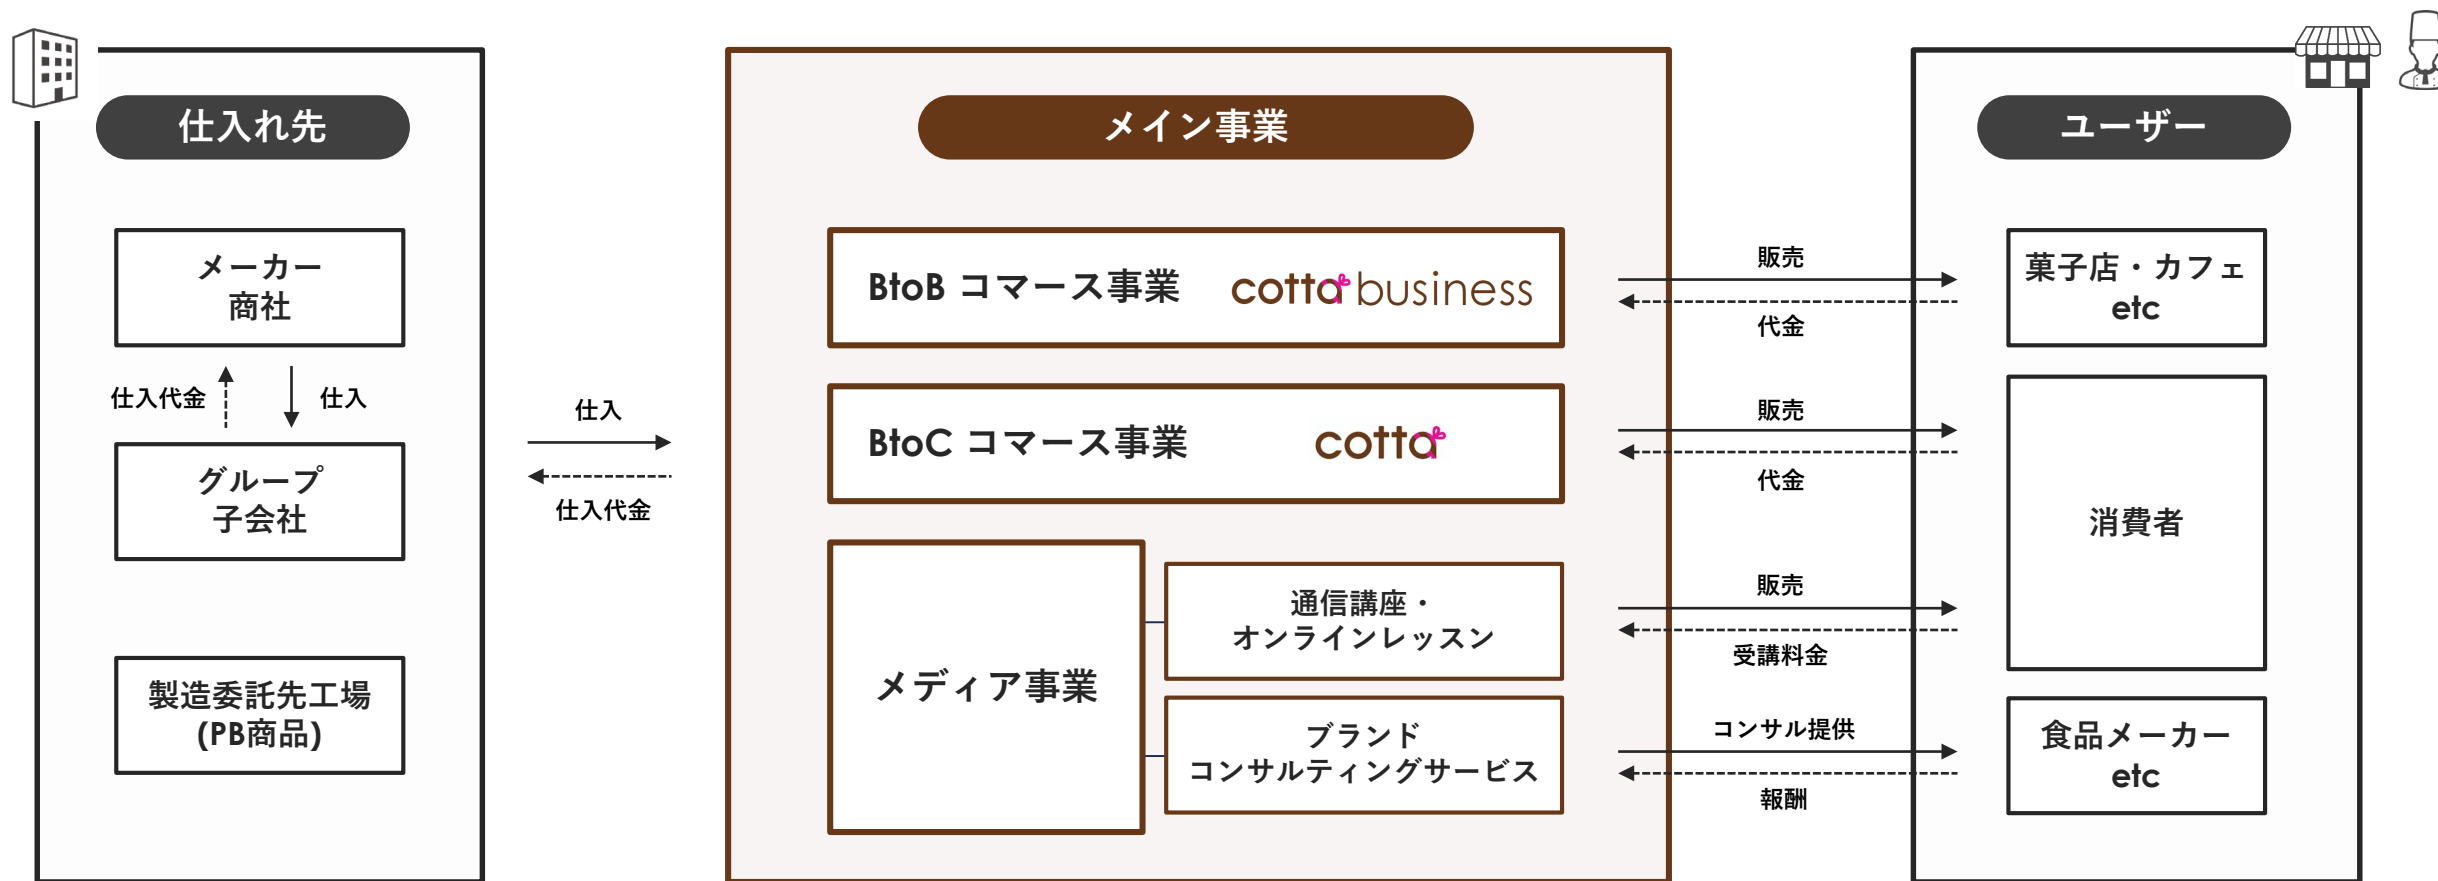 仕入れ先
メーカー
商社
仕入代金
仕入
グループ
子会社
製造委託先工場
(PB商品)
仕入
仕入代金
メイン事業
BtoB コマース事業
cotta business
BtoC コマース事業
cotta
メディア事業
通信講座・
オンラインレッスン
ブランド
コンサルティングサービス
販売
代金
販売
代金
販売
受講料金
コンサル提供
報酬
ユーザー
菓子店・カフェ
etc
消費者
食品メーカー
etc